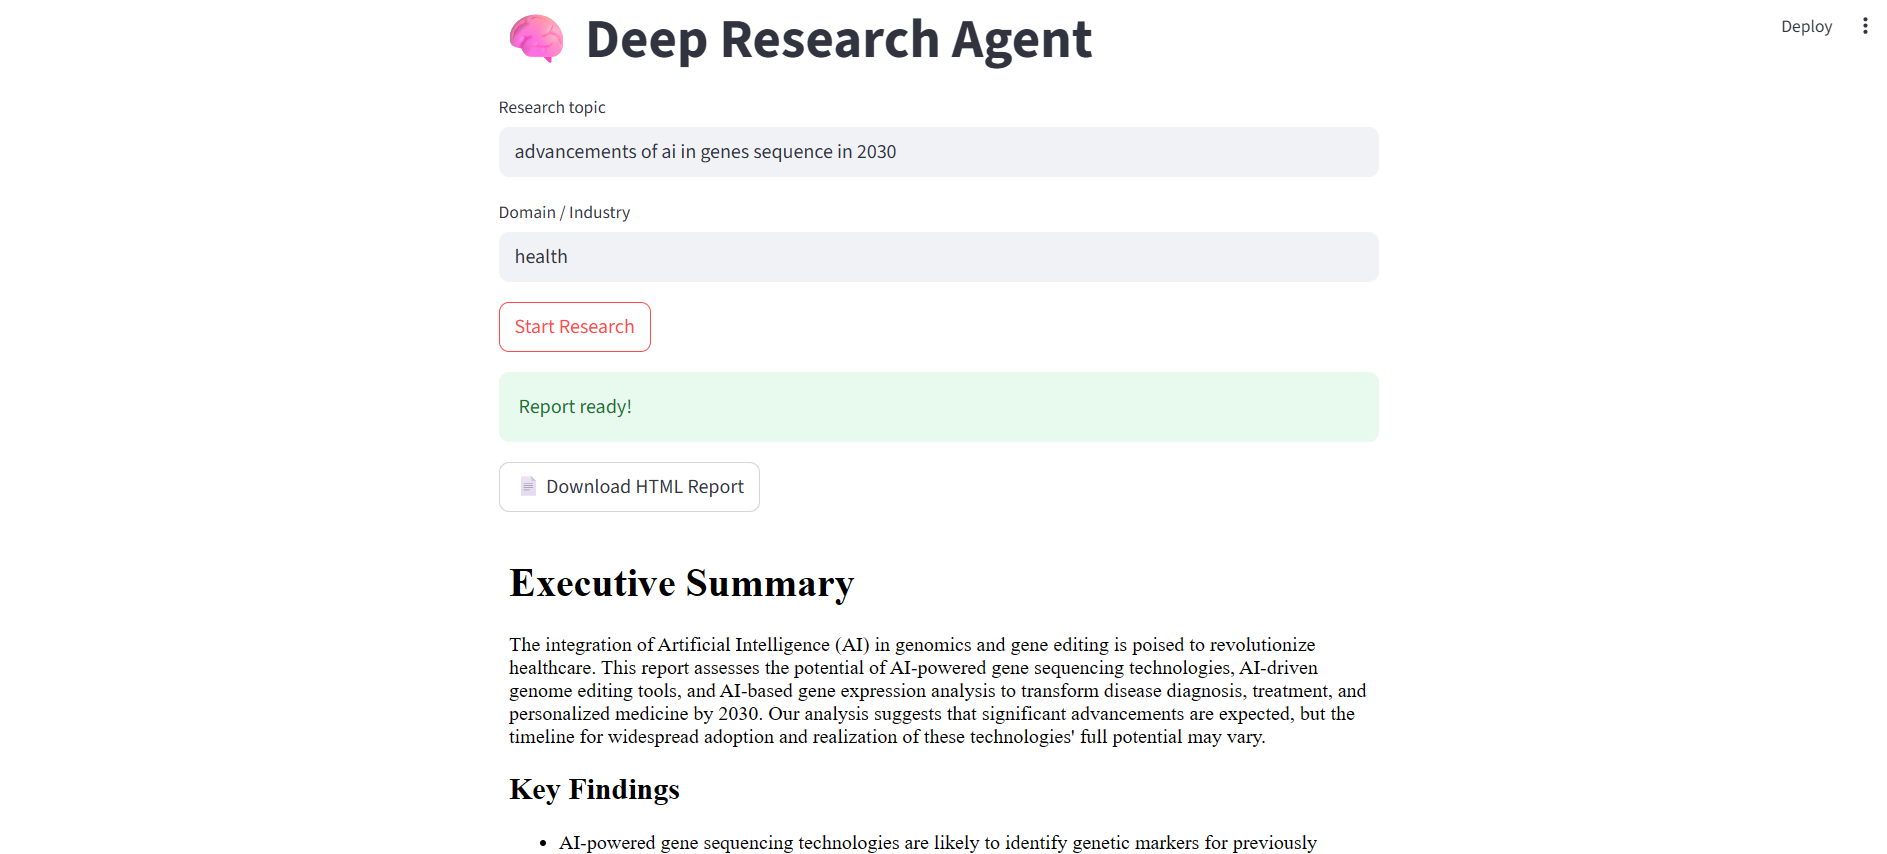 Deep Research Agent
Deploy
Research topic
advancements of ai in genes sequence in 2030
Domain / Industry
health
Start Research
Report ready!
Download HTML Report
Executive Summary
The integration of Artificial Intelligence (AI) in genomics and gene editing is poised to revolutionize
healthcare. This report assesses the potential of AI-powered gene sequencing technologies, AI-driven
genome editing tools, and AI-based gene expression analysis to transform disease diagnosis, treatment, and
personalized medicine by 2030. Our analysis suggests that significant advancements are expected, but the
timeline for widespread adoption and realization of these technologies' full potential may vary.
Key Findings
• AI-powered gene sequencing technologies are likely to identify genetic markers for previously